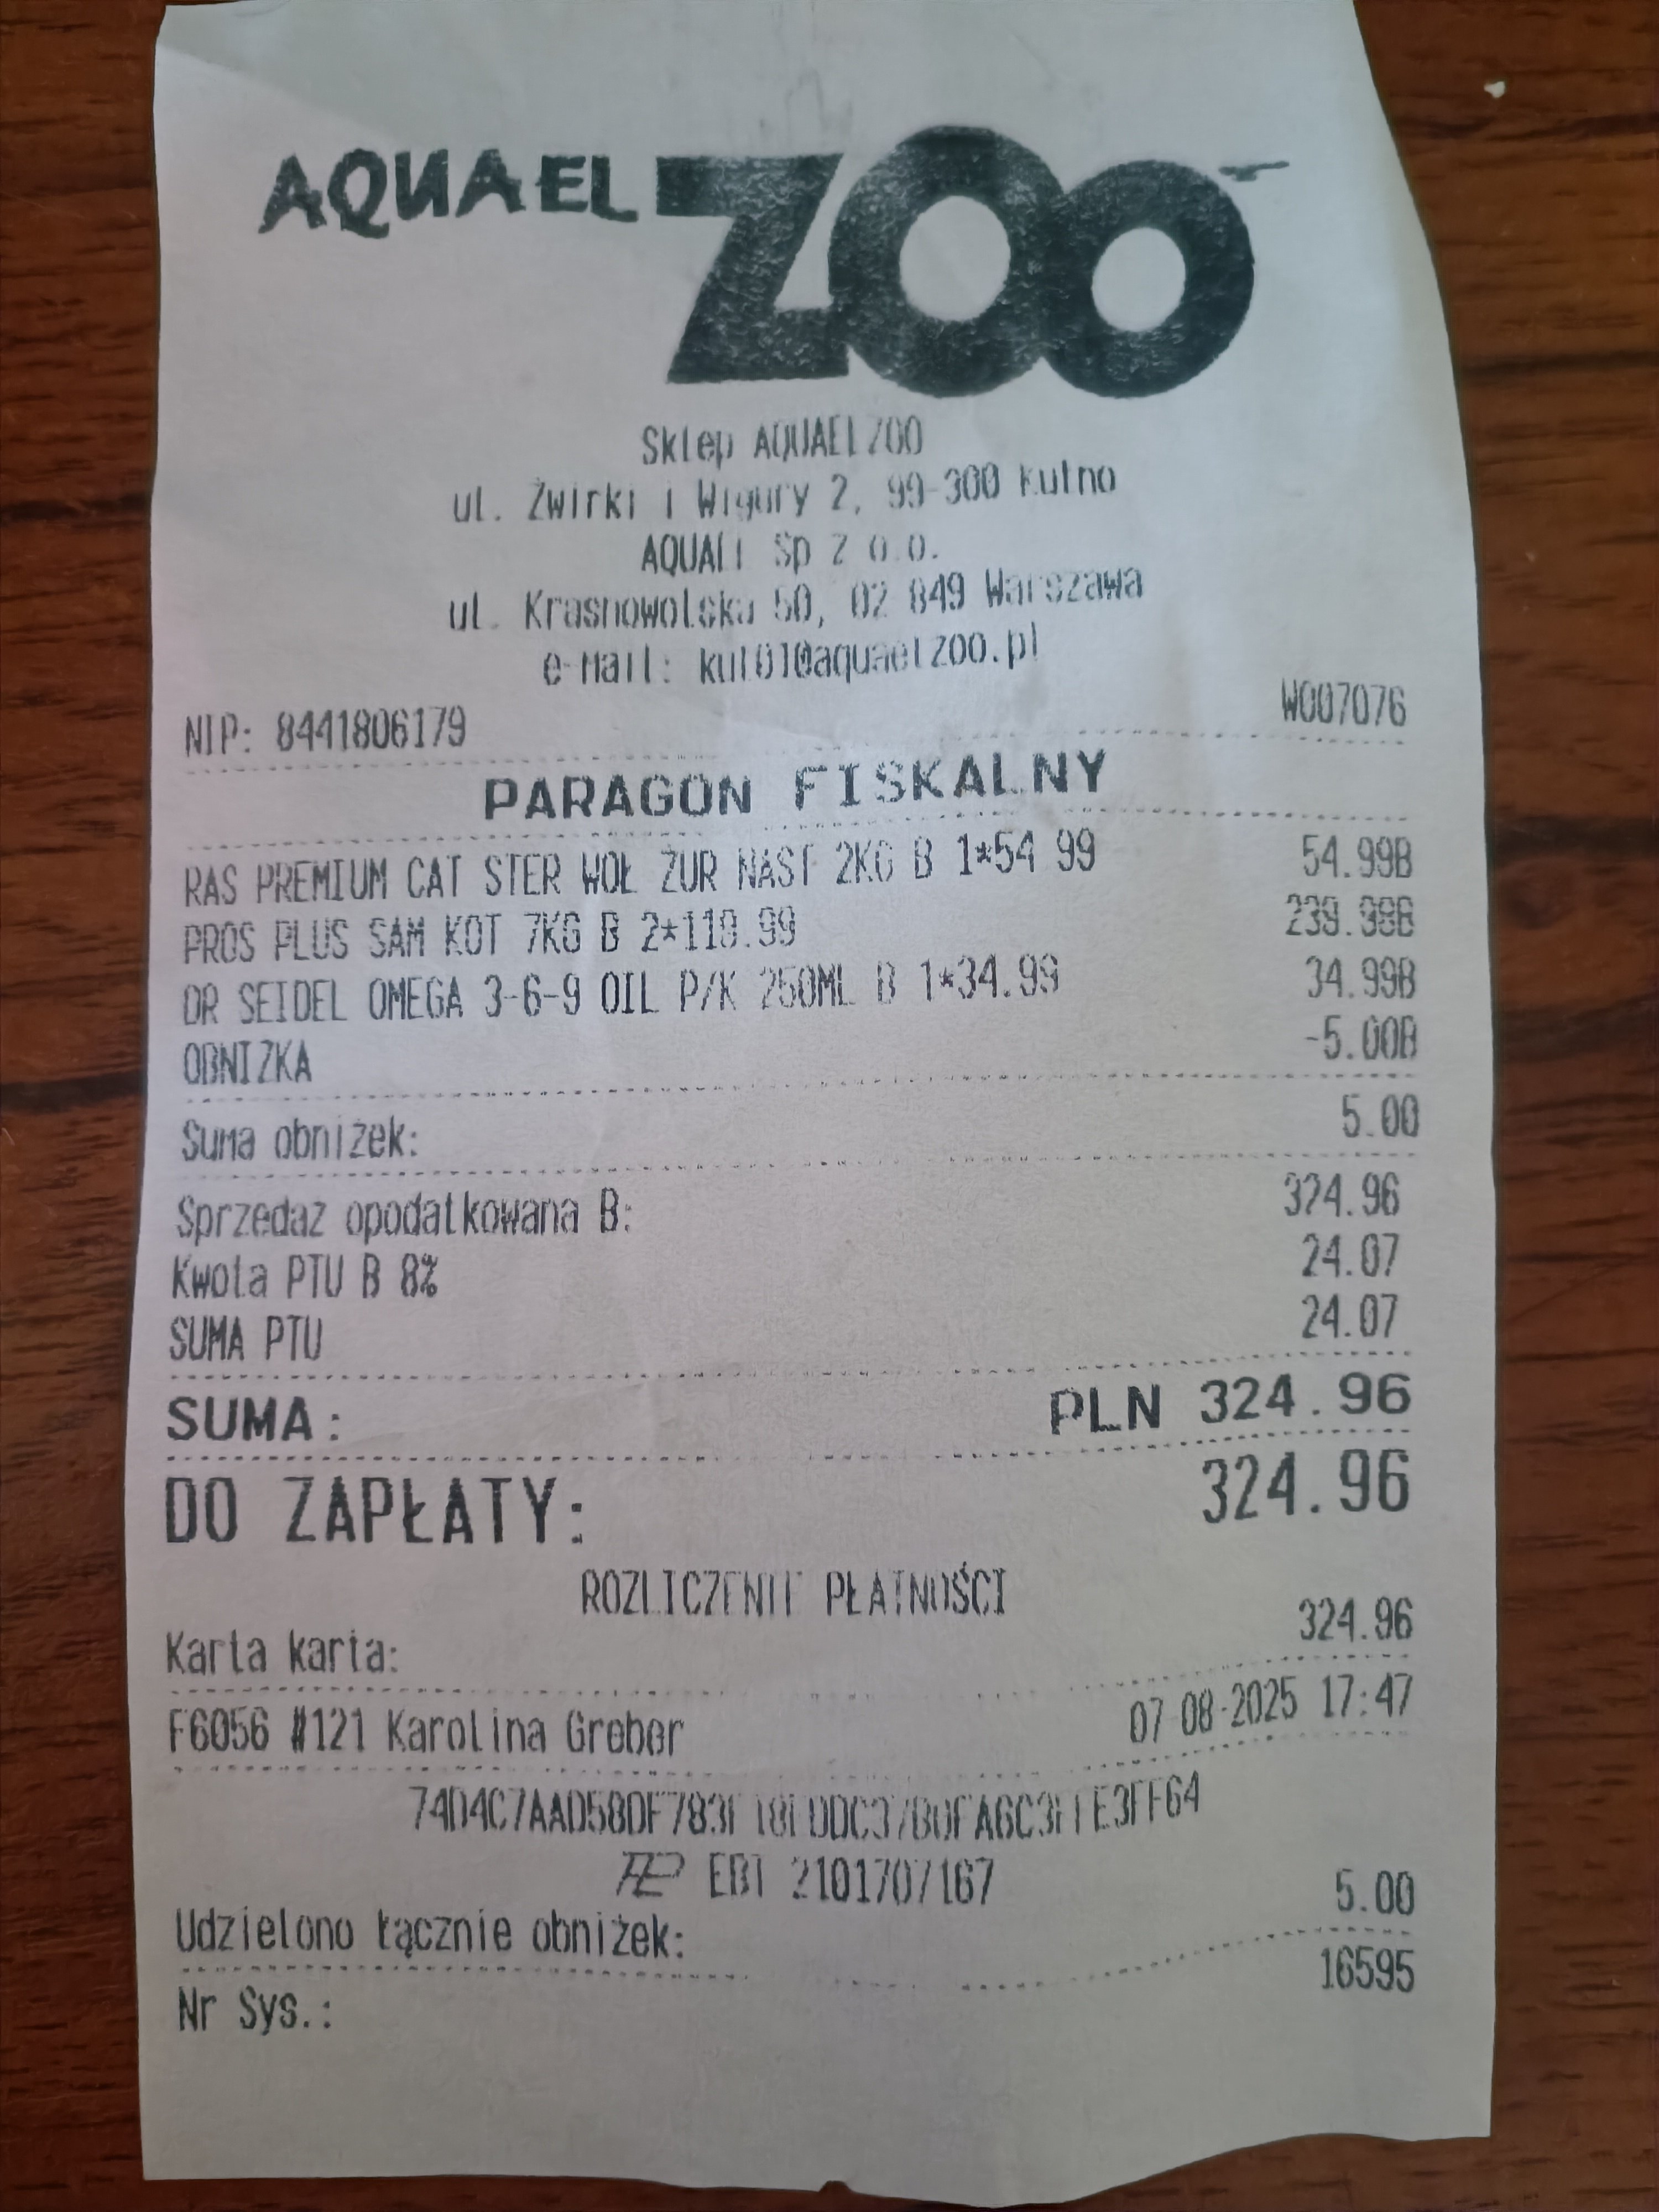 AQUAEL ZOO
Sklep AQUAEL ZOO
ul. Żwirki i Wigury 2, 99-300 Kutno
AQUAEL Sp Z o.o.
ul. Krasnowolska 50, 02-849 Warszawa
e-mail: kut01@aquaelzoo.pl
NIP: 8441806179 W007076
PARAGON FISKALNY
RAS PREMIUM CAT STER WOŁ ŻUR NAST 2KG B 1*54.99 54.99B
PROS PLUS SAM KOT 7KG B 2*119.99 239.98B
DR SEIDEL OMEGA 3-6-9 OIL P/K 250ML B 1*34.99 34.99B
OBNIŻKA -5.00B
Suma obniżek: 5.00
Sprzedaż opodatkowana B: 324.96
Kwota PTU B 8% 24.07
SUMA PTU 24.07
SUMA: PLN 324.96
DO ZAPŁATY: 324.96
ROZLICZENIE PŁATNOŚCI
Karta karta: 324.96
F6056 #121 Karolina Greber 07-08-2025 17:47
EBT 2101707167
Udzielono łącznie obniżek: 5.00
Nr Sys.: 16595